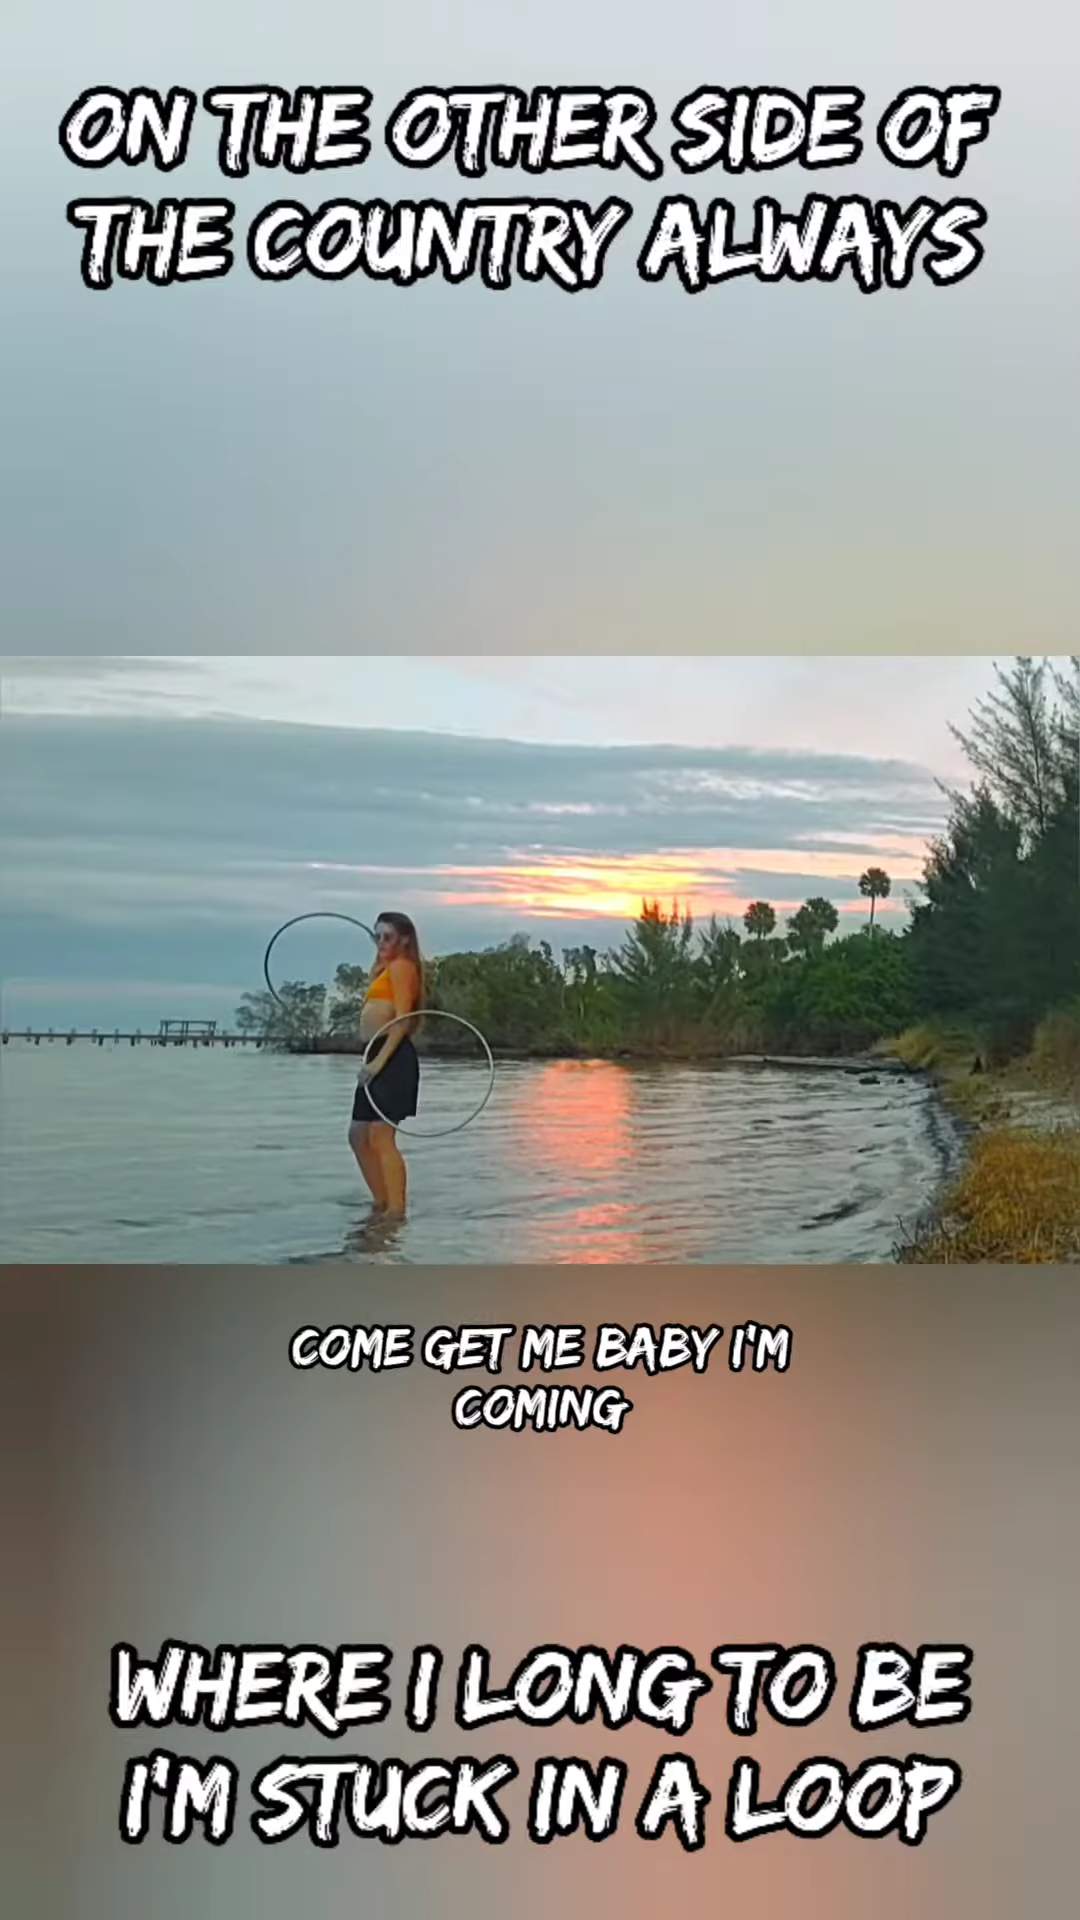 ON THE OTHER SIDE OF
THE COUNTRY ALWAYS
COME GET ME BABY I'M
COMING
WHERE I LONG TO BE
I'M STUCK IN A LOOP